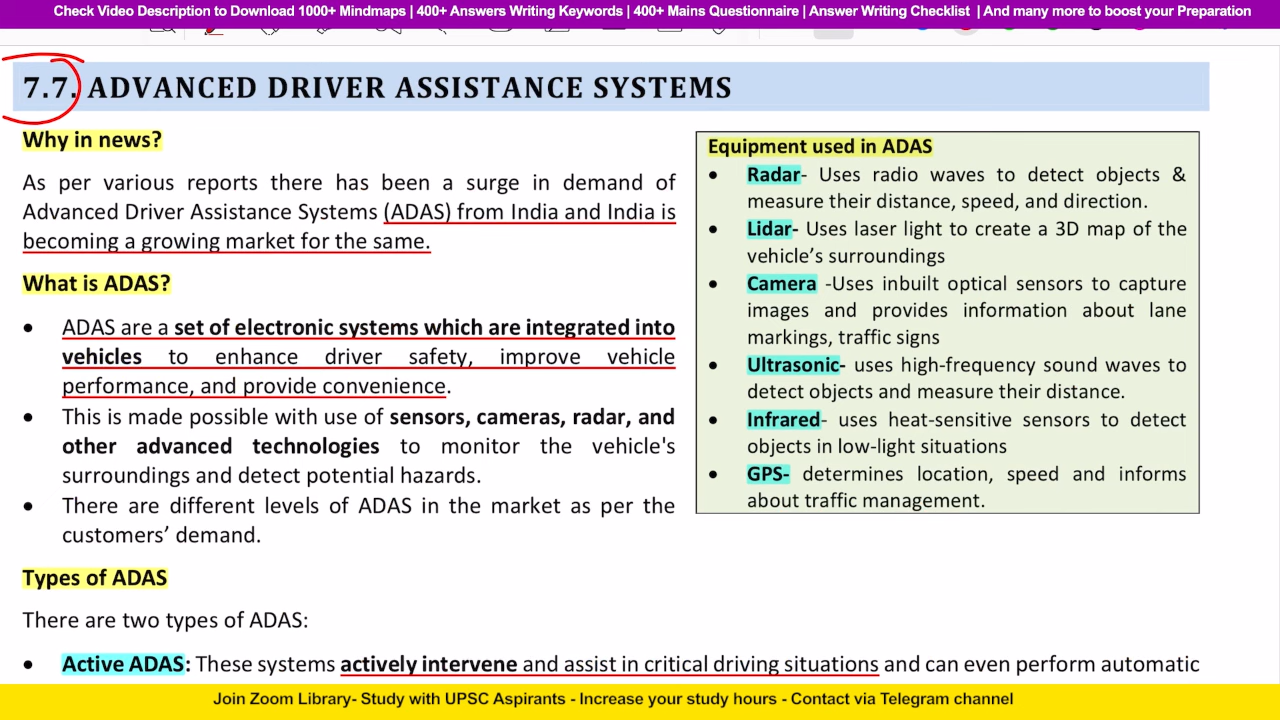 Check Video Description to Download 1000+ Mindmaps | 400+ Answers Writing Keywords | 400+ Mains Questionnaire | Answer Writing Checklist | And many more to boost your Preparation
7.7. ADVANCED DRIVER ASSISTANCE SYSTEMS
Why in news?
As per various reports there has been a surge in demand of
Advanced Driver Assistance Systems (ADAS) from India and India is
becoming a growing market for the same.
What is ADAS?
• ADAS are a set of electronic systems which are integrated into
vehicles to enhance driver safety, improve vehicle
performance, and provide convenience.
• This is made possible with use of sensors, cameras, radar, and
other advanced technologies to monitor the vehicle's
surroundings and detect potential hazards.
• There are different levels of ADAS in the market as per the
customers’ demand.
Equipment used in ADAS
• Radar- Uses radio waves to detect objects &
measure their distance, speed, and direction.
• Lidar- Uses laser light to create a 3D map of the
vehicle’s surroundings
• Camera -Uses inbuilt optical sensors to capture
images and provides information about lane
markings, traffic signs
• Ultrasonic- uses high-frequency sound waves to
detect objects and measure their distance.
• Infrared- uses heat-sensitive sensors to detect
objects in low-light situations
• GPS- determines location, speed and informs
about traffic management.
Types of ADAS
There are two types of ADAS:
• Active ADAS: These systems actively intervene and assist in critical driving situations and can even perform automatic
Join Zoom Library- Study with UPSC Aspirants - Increase your study hours - Contact via Telegram channel